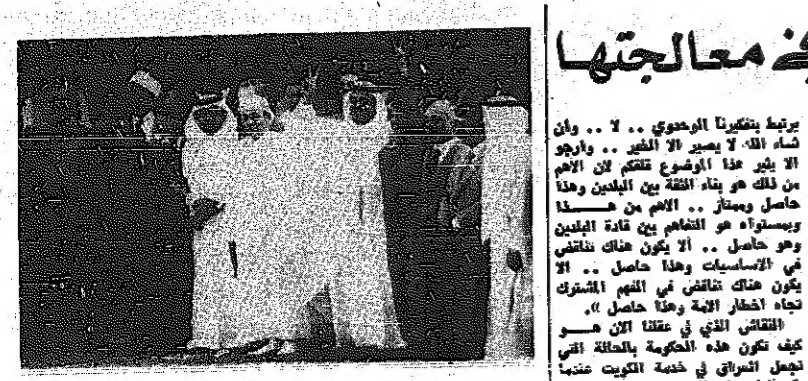 في معالجتها
يرتبط بتفكيرنا الوحدوي .. لا .. وان
شاء الله لا يصير الا الخير .. وارجو
الا يثير هذا الموضوع قلقكم لان الاهم
من ذلك هو بناء الثقة بين البلدين وهذا
حاصل وممتاز .. الاهم من هـــــذا
وبمستواه هو التفاهم بين قادة البلدين
وهو حاصل .. ألا يكون هناك تناقض
في الاساسيات وهذا حاصل .. الا
يكون هناك تناقض في الفهم المشترك
تجاه اخطار الامة وهذا حاصل »،
النقاش الذي في عقلنا الآن هـــو
كيف تكون هذه الحكومة بالحالة التي
تجعل العراق في خدمة الكويت عندما